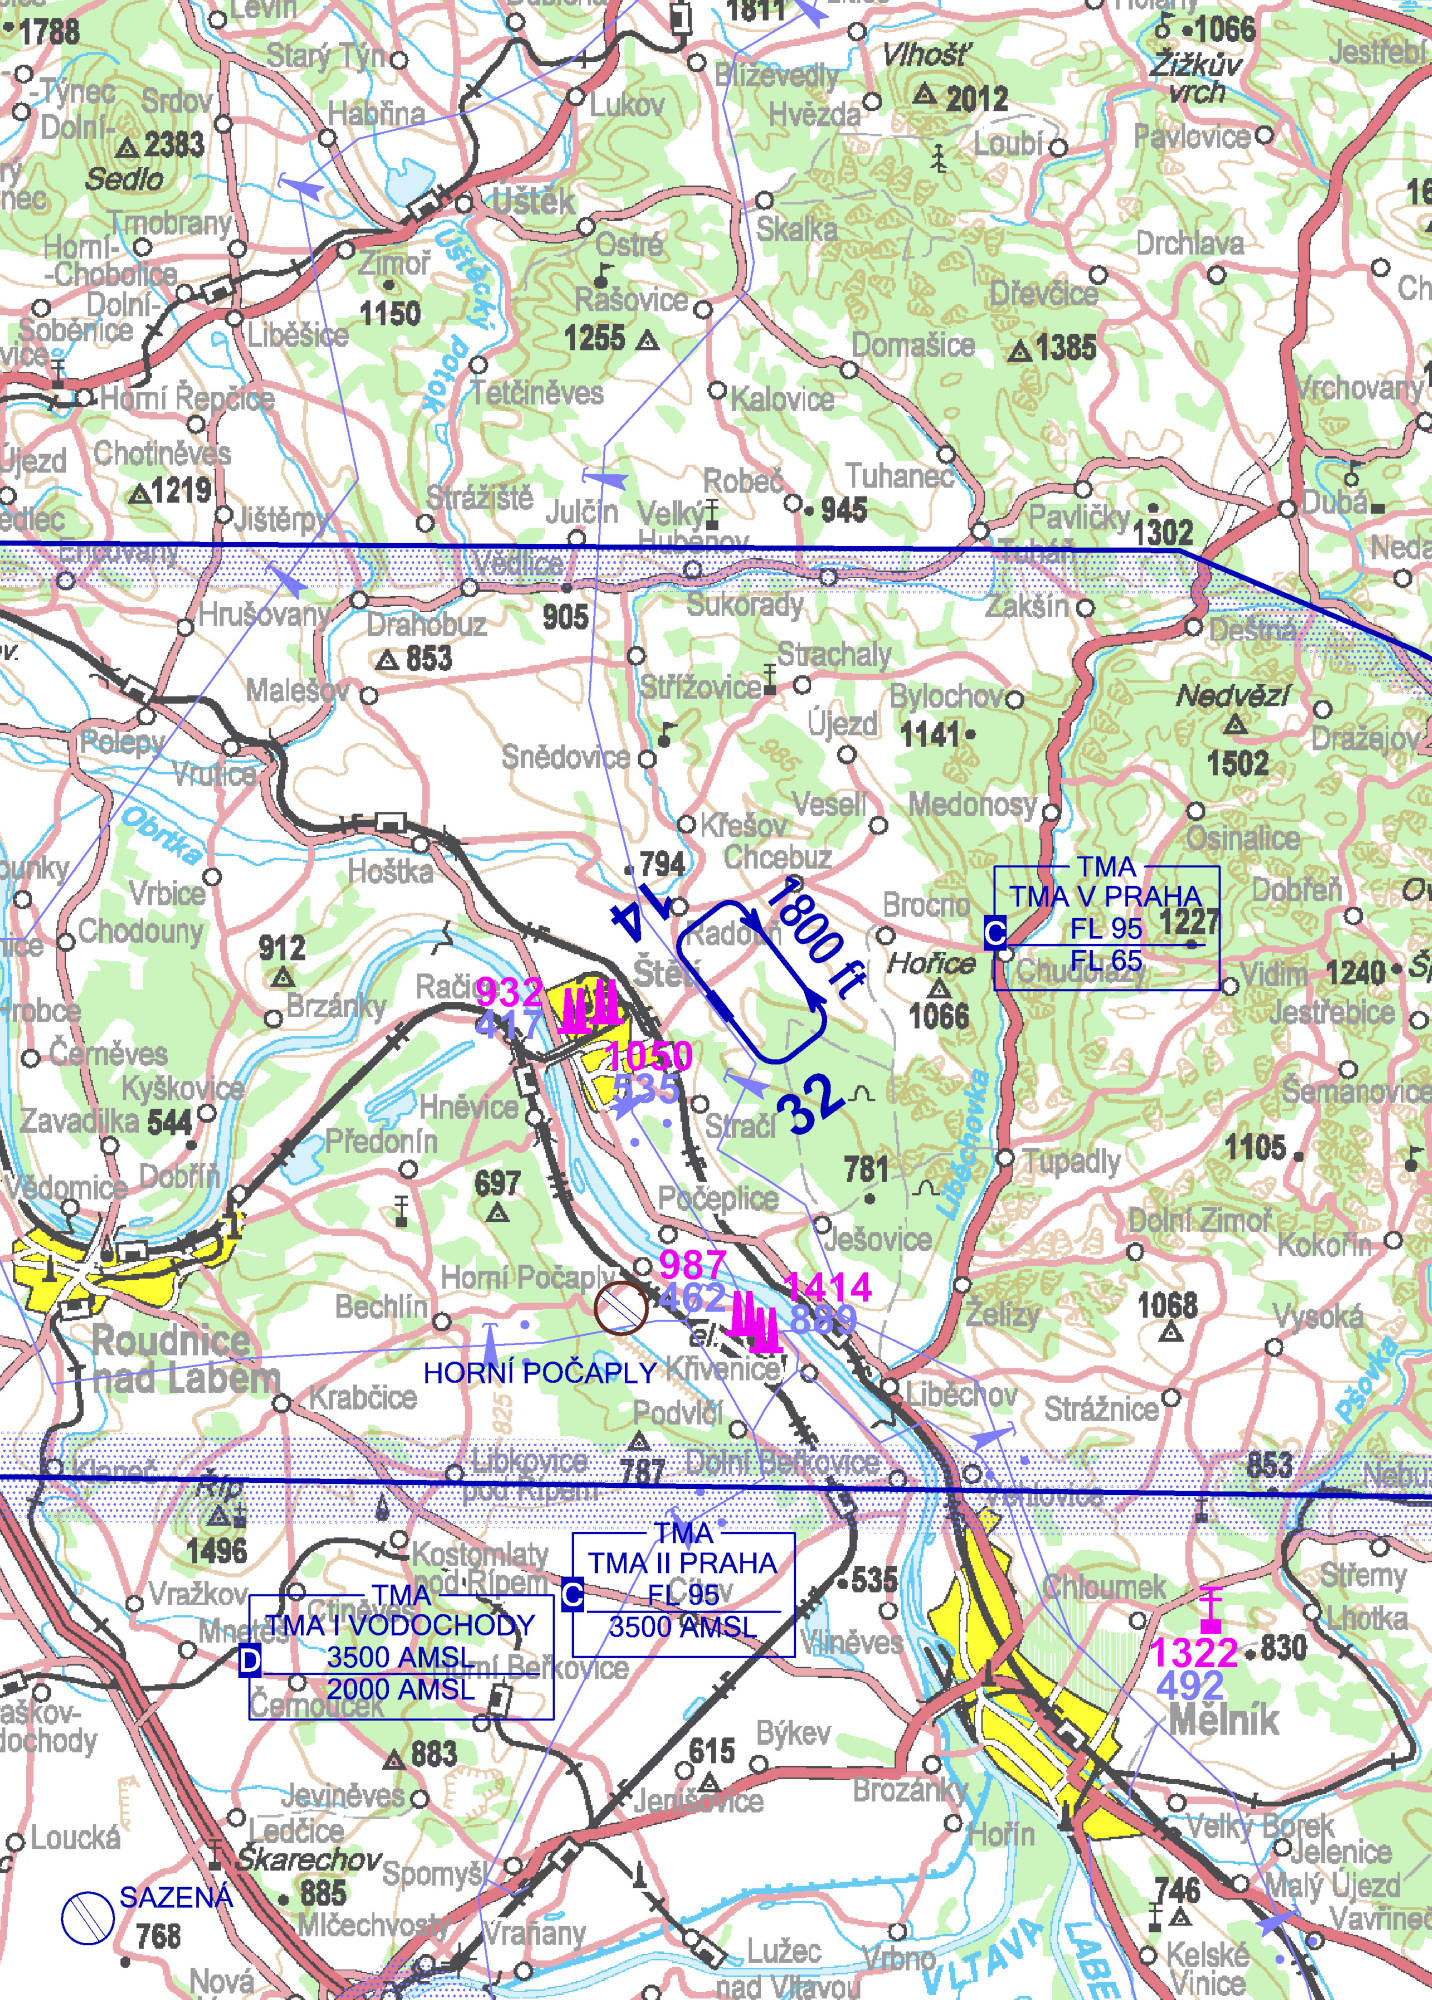 Levín
1788
Starý Týn
1811
Holany
1066
Žižkův
vrch
Jestřebí
Vlhošť
2012
Blíževedly
Hvězda
-Týnec
Dolní-
Srdov
Habřina
Lukov
Loubí
Pavlovice
2383
Sedlo
Úštěk
Trnobrany
Ostré
Skalka
Drchlava
Horní-
-Chobolice
Dolní-
Zimoř
1150
Úštěcký potok
Rašovice
1255
Dřevčice
Soběnice
Liběšice
Domašice
1385
Tetčiněves
Kalovice
Vrchovany
Horní Řepčice
Chotiněves
1219
Újezd
Strážiště
Julčín
Robeč
945
Tuhanec
Velký
Hubenov
Jištěrpy
Pavličky
1302
Dubá
Encovany
Vědlice
Tuháň
905
Sukorady
Zakšín
Deštná
Hrušovany
Drahobuz
853
Strachaly
Střížovice
Bylochov
Nedvězí
1502
Malešov
Újezd
1141
Dražejov
Polepy
Vrutice
Snědovice
985
Veselí
Medonosy
Osinalice
Obrtka
Křešov
Chcebuz
Hoštka
794
TMA
TMA V PRAHA
C
FL 95
FL 65
1227
Dobřeň
Vrbice
Chodouny
14
1800 ft
Brocno
Radouň
912
Štětí
Hořice
1066
Chudolazy
Vidim
1240
Račice
932
417
Brzánky
Jestřebice
Černěves
1050
535
Kyškovice
Zavadilka
544
Hněvice
32
Liběchovka
Šemanovice
Předonín
Stračí
1105
Vědomice
Dobříň
697
781
Tupadly
Počeplice
Dolní Zimoř
Kokořín
Ješovice
987
462
Horní Počaply
1414
889
Bechlín
Želízy
1068
Vysoká
el.
Roudnice
nad Labem
HORNÍ POČAPLY
Křivenice
Pšovka
Krabčice
825
Podvlčí
Liběchov
Strážnice
Libkovice
pod Řípem
787
Dolní Beřkovice
853
Kleneč
Říp
1496
Vehlovice
Kostomlaty
pod Řípem
TMA
TMA II PRAHA
C
FL 95
3500 AMSL
Cítov
535
Chloumek
Střemy
Vražkov
Mnetěš
Ctiněves
TMA
TMA I VODOCHODY
D
3500 AMSL
2000 AMSL
Horní Beřkovice
Vliněves
Lhotka
1322
492
830
Mělník
Černouček
883
615
Býkev
Jeviněves
Jenišovice
Brozánky
Loucká
Ledčice
Škarechov
885
Spomyšl
Hořín
Velký Borek
Jelenice
SAZENÁ
768
Mlčechvosty
Vraňany
746
Malý Újezd
Lužec
nad Vltavou
Vrbno
VLTAVA
LABE
Kelské
Vinice
Nová